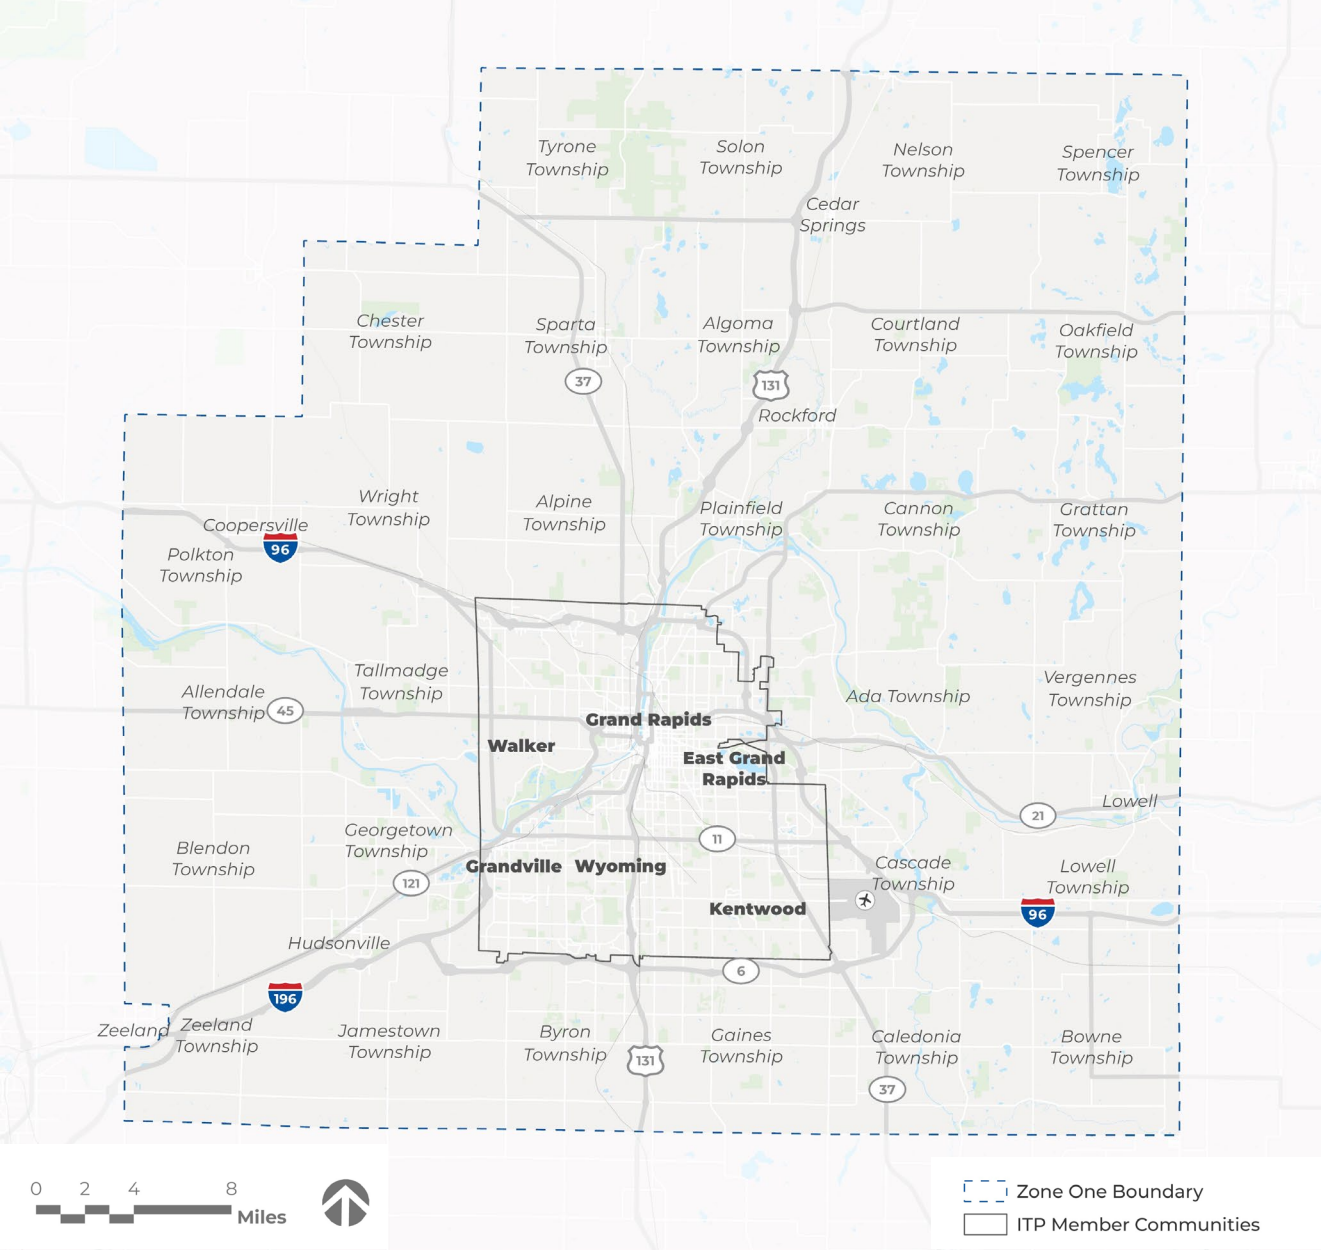 Tyrone
Township
Solon
Township
Nelson
Township
Spencer
Township
Cedar
Springs
Chester
Township
Sparta
Township
Algoma
Township
Courtland
Township
Oakfield
Township
37
131
Rockford
Wright
Township
Alpine
Township
Plainfield
Township
Cannon
Township
Grattan
Township
Coopersville
96
Polkton
Township
Tallmadge
Township
Allendale
Township
45
Ada Township
Vergennes
Township
Grand Rapids
Walker
East Grand
Rapids
Lowell
21
Georgetown
Township
11
Blendon
Township
Grandville
Wyoming
Cascade
Township
Lowell
Township
121
Kentwood
96
Hudsonville
6
196
Zeeland
Zeeland
Township
Jamestown
Township
Byron
Township
131
Gaines
Township
Caledonia
Township
Bowne
Township
37
0 2 4 8
Miles
Zone One Boundary
ITP Member Communities